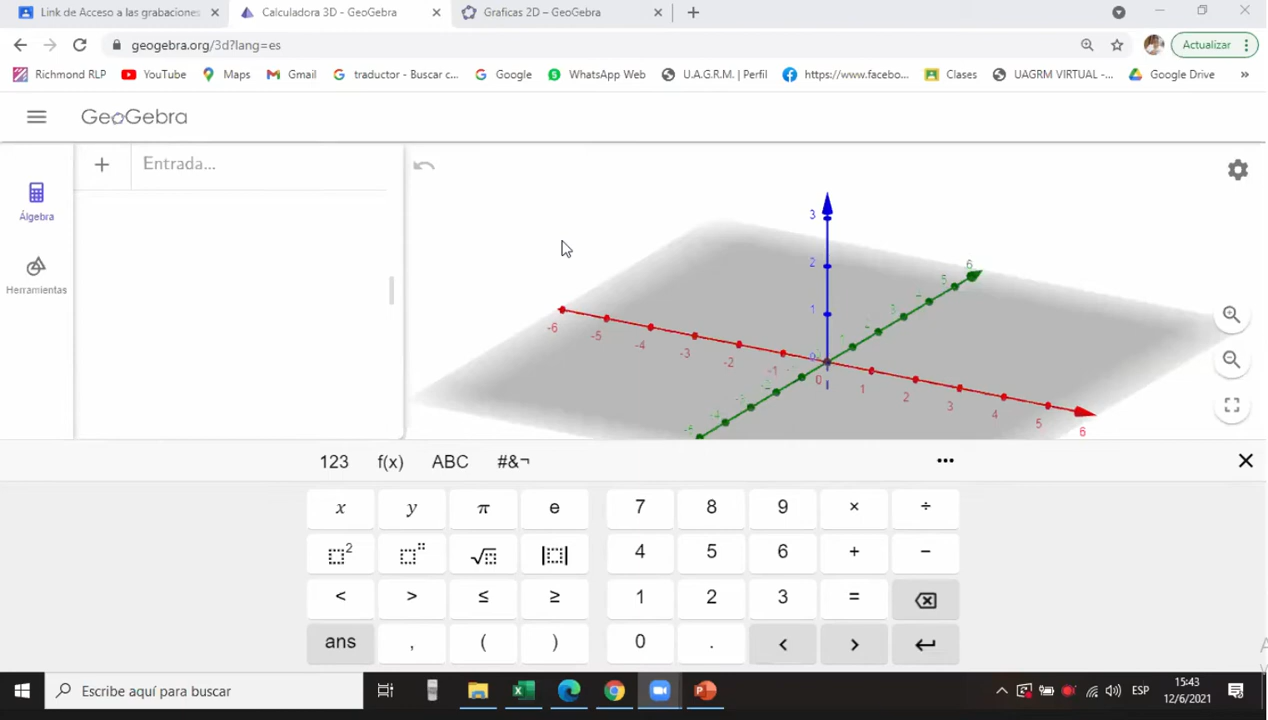 Link de Acceso a las grabaciones
Calculadora 3D - GeoGebra
Graficas 2D – GeoGebra
geogebra.org/3d?lang=es
Actualizar
Richmond RLP
YouTube
Maps
Gmail
traductor - Buscar c...
Google
WhatsApp Web
U.A.G.R.M. | Perfil
https://www.facebo...
Clases
UAGRM VIRTUAL -...
Google Drive
»
GeoGebra
+ Entrada...
Álgebra
Herramientas
3
2
1
0
-6 -5 -4 -3 -2 -1 0 1 2 3 4 5 6
5 6
123 f(x) ABC #&¬ ...
x y π e 7 8 9 × ÷
4 5 6 + −
< > ≤ ≥ 1 2 3 =
ans , ( ) 0 . < >
Escribe aquí para buscar
ESP
15:43
12/6/2021